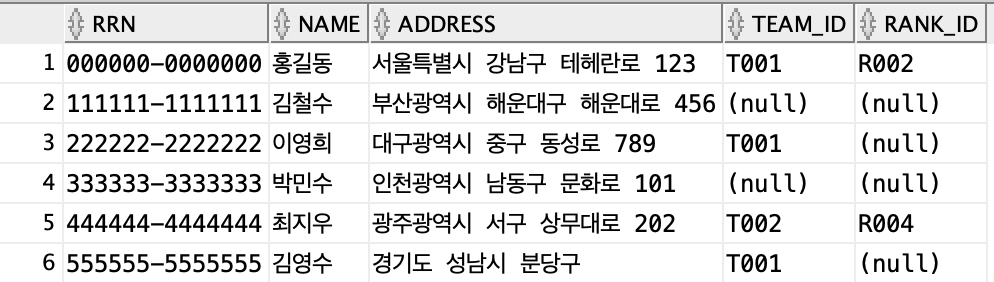 RRN NAME ADDRESS TEAM_ID RANK_ID
1 000000-0000000 홍길동 서울특별시 강남구 테헤란로 123 T001 R002
2 111111-1111111 김철수 부산광역시 해운대구 해운대로 456 (null) (null)
3 222222-2222222 이영희 대구광역시 중구 동성로 789 T001 R001
4 333333-3333333 박민수 인천광역시 남동구 문화로 101 (null) (null)
5 444444-4444444 최지우 광주광역시 서구 상무대로 202 T002 R004
6 555555-5555555 김영수 경기도 성남시 분당구 T001 (null)